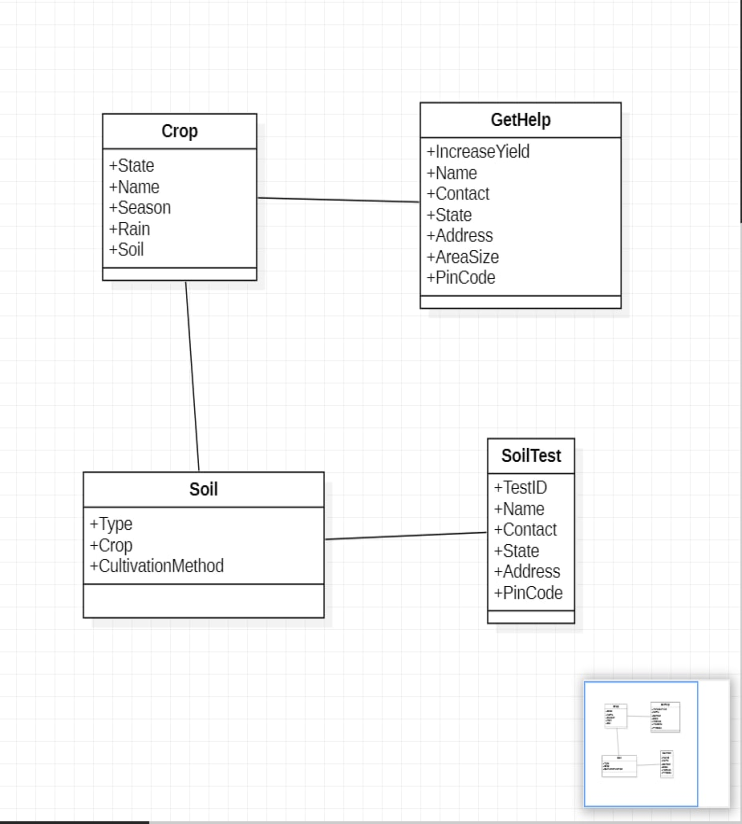 Crop
+State
+Name
+Season
+Rain
+Soil
GetHelp
+IncreaseYield
+Name
+Contact
+State
+Address
+AreaSize
+PinCode
Soil
+Type
+Crop
+CultivationMethod
SoilTest
+TestID
+Name
+Contact
+State
+Address
+PinCode